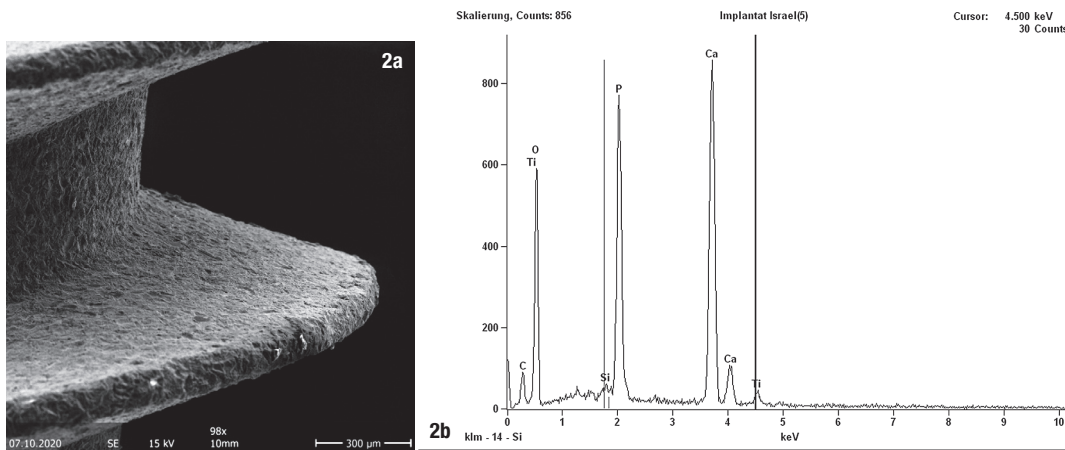 2a
07.10.2020 SE 15 kV 98x 10mm 300 µm
Skalierung, Counts: 856 Implantat Israel(5) Cursor: 4.500 keV
30 Counts
800
600
400
200
0
Ca
P
O
Ti
C
Si
Ca
Ti
0 1 2 3 4 5 6 7 8 9 10
keV
klm - 14 - Si
2b